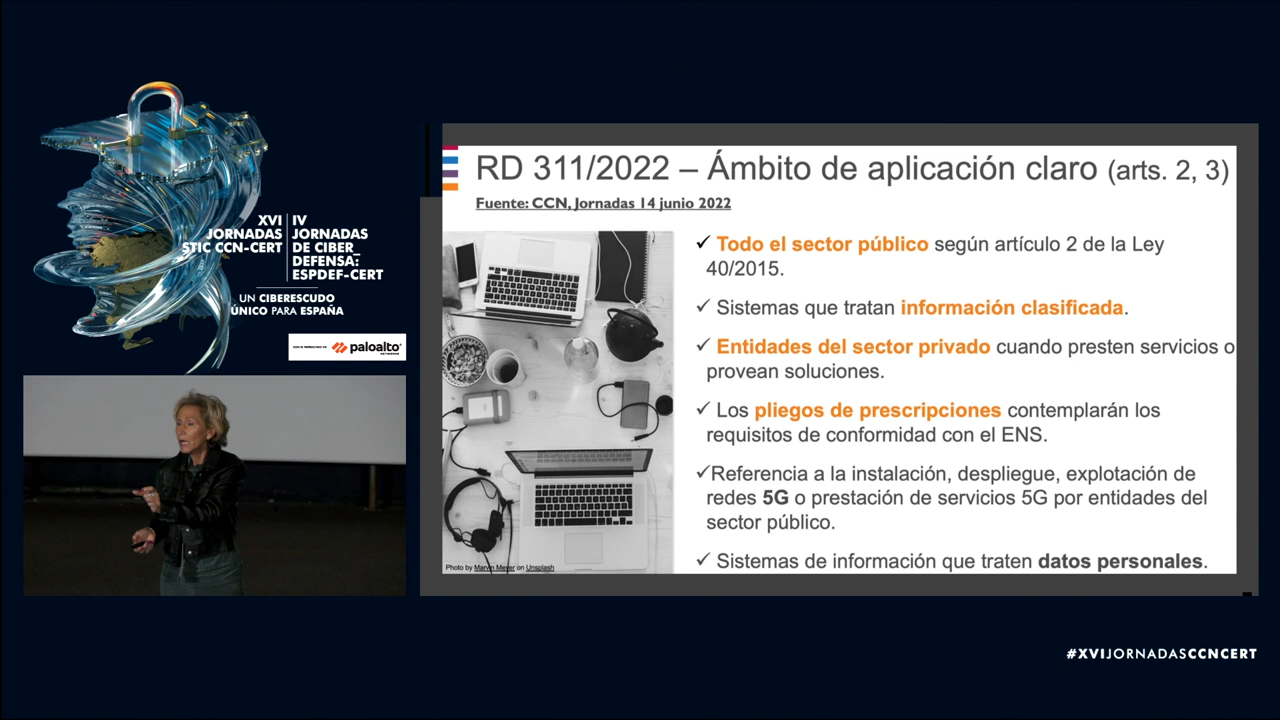 XVI
JORNADAS
STIC CCN-CERT
IV
JORNADAS
DE CIBER_
DEFENSA:
ESPDEF-CERT
UN CIBERESCUDO
ÚNICO PARA ESPAÑA
paloalto
NETWORKS
RD 311/2022 – Ámbito de aplicación claro (arts. 2, 3)
Fuente: CCN, Jornadas 14 junio 2022
✓ Todo el sector público según artículo 2 de la Ley
40/2015.
✓ Sistemas que tratan información clasificada.
✓ Entidades del sector privado cuando presten servicios o
provean soluciones.
✓ Los pliegos de prescripciones contemplarán los
requisitos de conformidad con el ENS.
✓Referencia a la instalación, despliegue, explotación de
redes 5G o prestación de servicios 5G por entidades del
sector público.
✓ Sistemas de información que traten datos personales.
Photo by Marvin Meyer on Unsplash
#XVIJORNADASCCNCERT